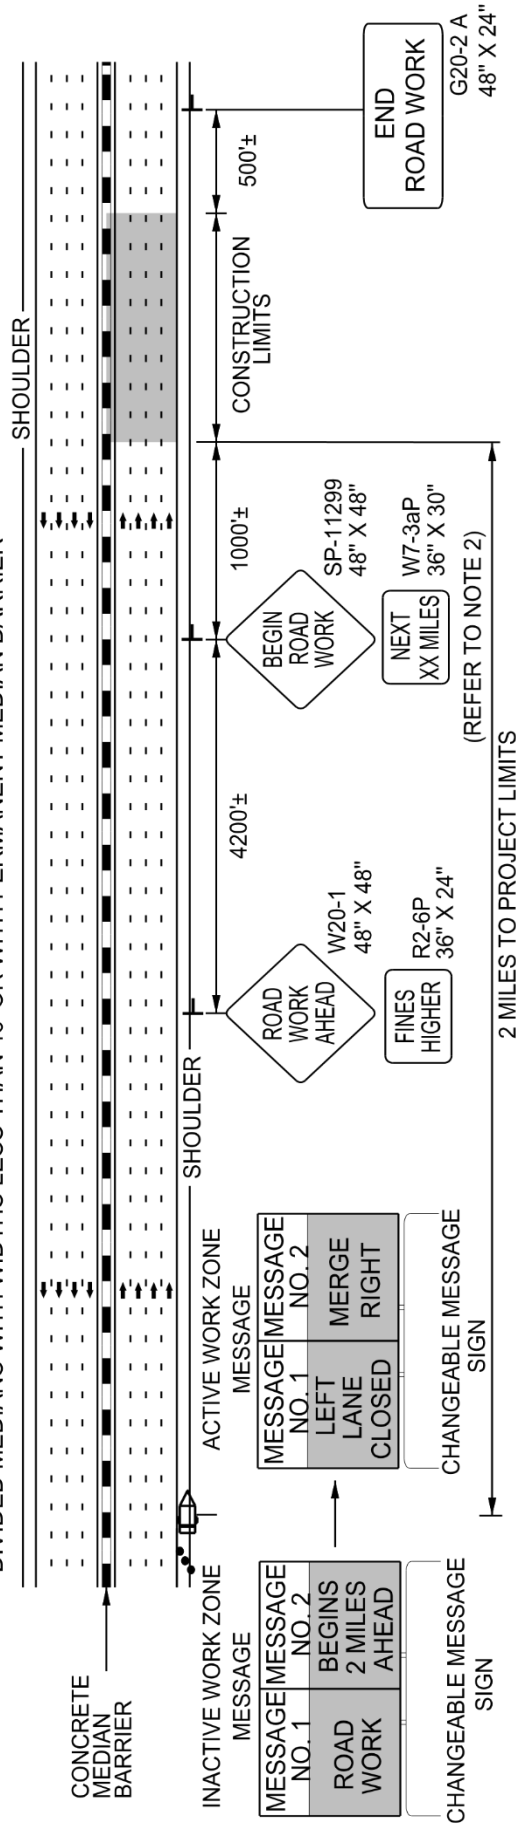 DIVIDED MEDIANS WITH WIDTHS LESS THAN OR WITH PERMANENT MEDIAN BARRIER
SHOULDER
CONCRETE
MEDIAN
BARRIER
SHOULDER
INACTIVE WORK ZONE
MESSAGE
MESSAGE
NO. 1
ROAD
WORK
MESSAGE
NO. 2
BEGINS
2 MILES
AHEAD
CHANGEABLE MESSAGE
SIGN
ACTIVE WORK ZONE
MESSAGE
MESSAGE
NO. 1
LEFT
LANE
CLOSED
MESSAGE
NO. 2
MERGE
RIGHT
CHANGEABLE MESSAGE
SIGN
4200'±
1000'±
CONSTRUCTION
LIMITS
500'±
ROAD
WORK
AHEAD
W20-1
48" X 48"
FINES
HIGHER
R2-6P
36" X 24"
BEGIN
ROAD
WORK
SP-11299
48" X 48"
NEXT
XX MILES
W7-3aP
36" X 30"
END
ROAD WORK
G20-2 A
48" X 24"
(REFER TO NOTE 2)
2 MILES TO PROJECT LIMITS